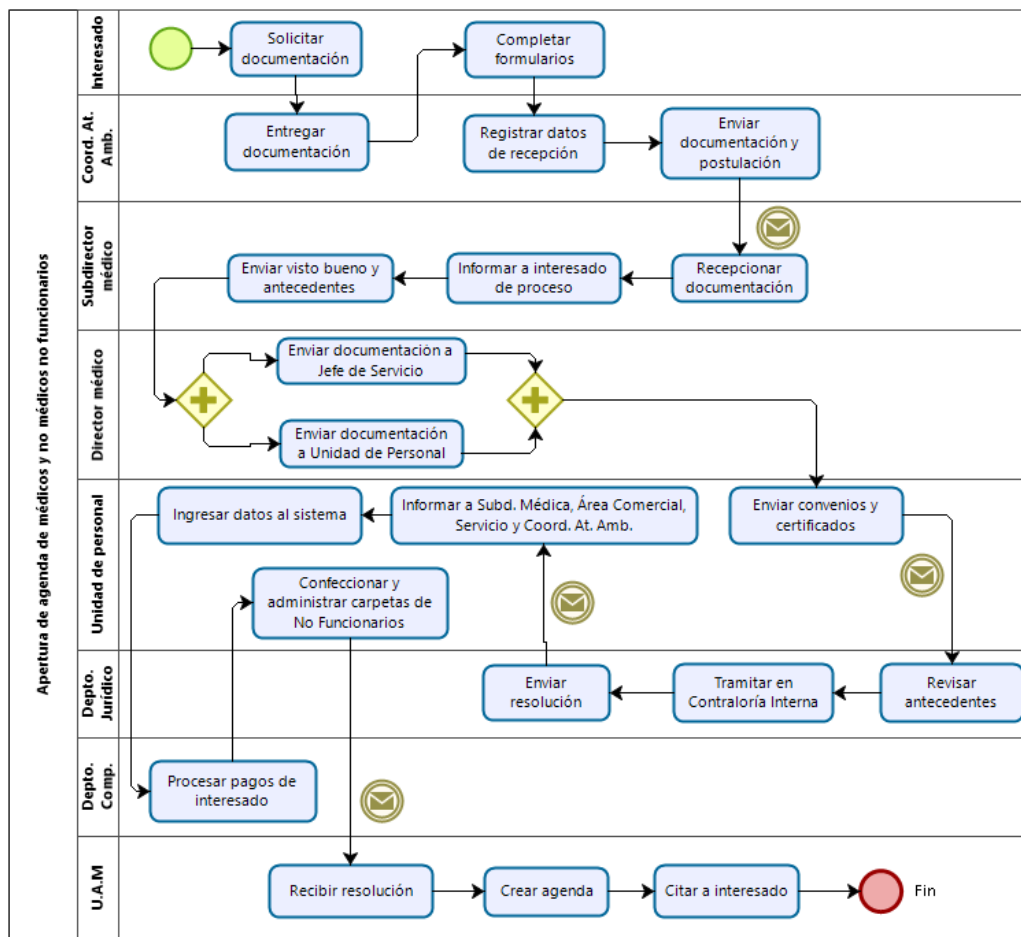 Apertura de agenda de médicos y no médicos no funcionarios
Interesado
Solicitar
documentación
Completar
formularios
Coord. At.
Amb.
Entregar
documentación
Registrar datos
de recepción
Enviar
documentación y
postulación
Subdirector
médico
Enviar visto bueno y
antecedentes
Informar a interesado
de proceso
Recepcionar
documentación
Director médico
Enviar documentación a
Jefe de Servicio
Enviar documentación
a Unidad de Personal
Unidad de personal
Ingresar datos al sistema
Informar a Subd. Médica, Área Comercial,
Servicio y Coord. At. Amb.
Enviar convenios y
certificados
Confeccionar y
administrar carpetas de
No Funcionarios
Depto.
Jurídico
Enviar
resolución
Tramitar en
Contraloría Interna
Revisar
antecedentes
Depto.
Comp.
Procesar pagos de
interesado
U.A.M
Recibir resolución
Crear agenda
Citar a interesado
Fin